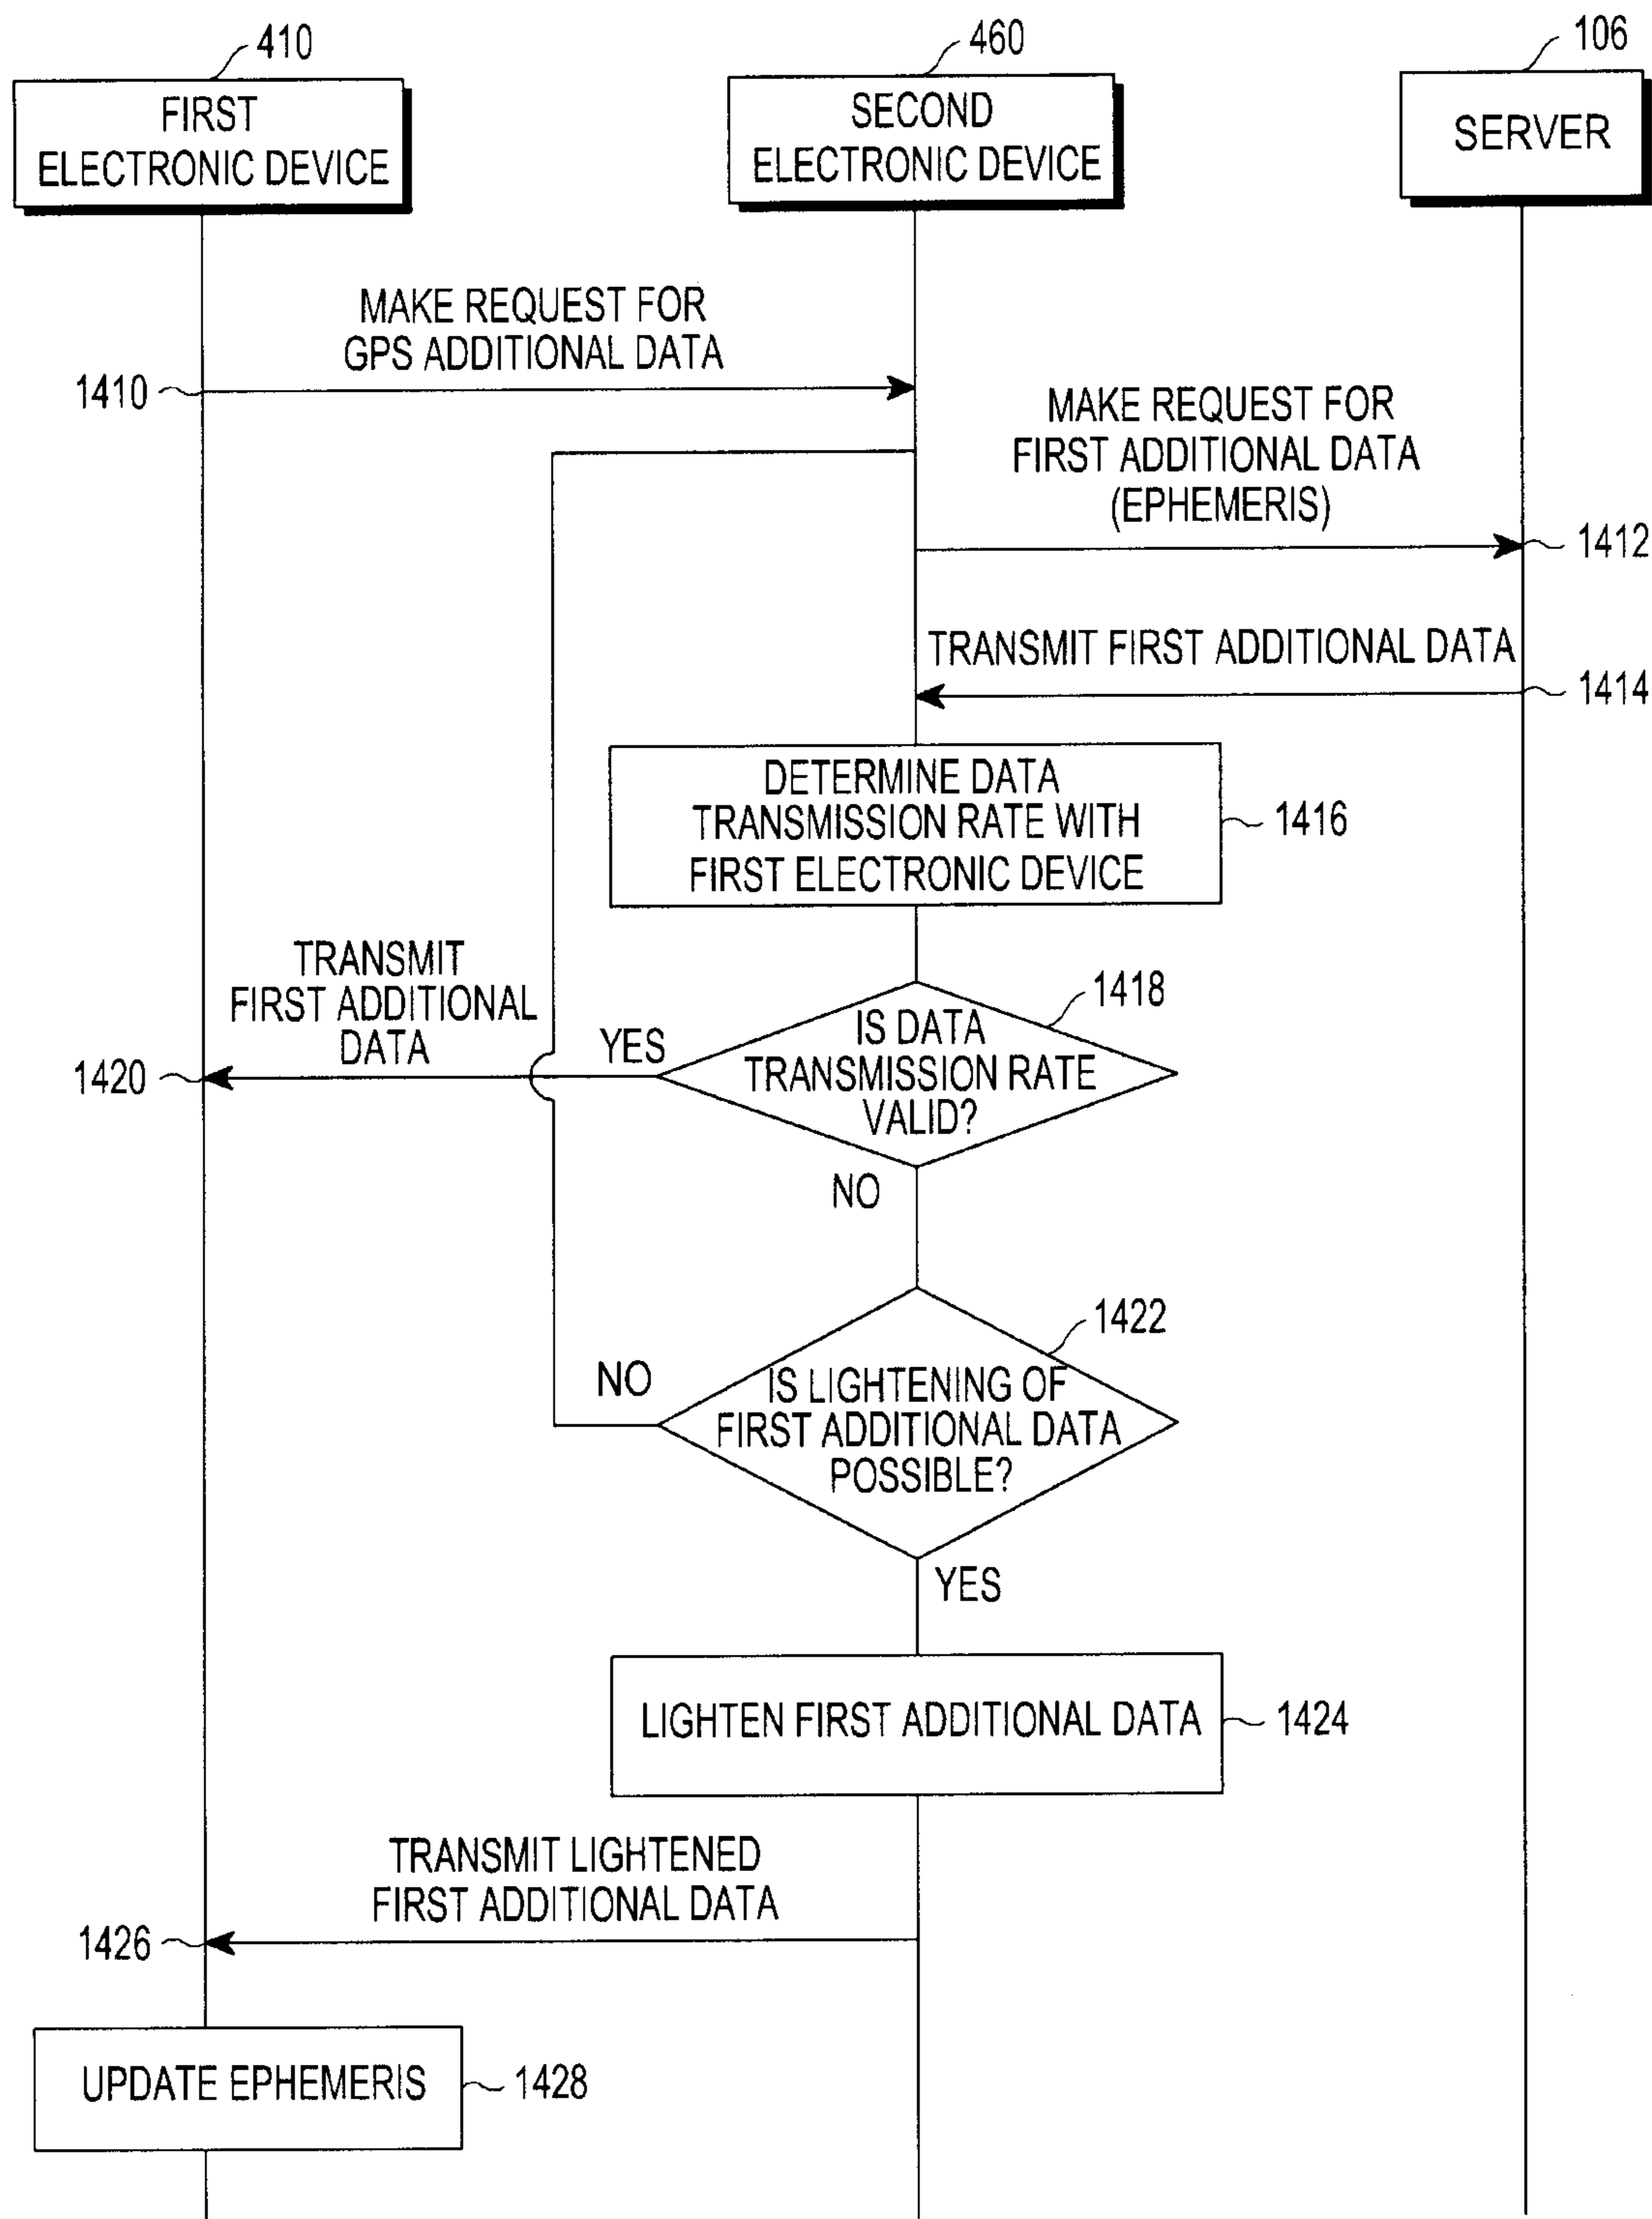 410
460
106
FIRST
ELECTRONIC DEVICE
SECOND
ELECTRONIC DEVICE
SERVER
MAKE REQUEST FOR
GPS ADDITIONAL DATA
1410
MAKE REQUEST FOR
FIRST ADDITIONAL DATA
(EPHEMERIS)
1412
TRANSMIT FIRST ADDITIONAL DATA
1414
DETERMINE DATA
TRANSMISSION RATE WITH
FIRST ELECTRONIC DEVICE
1416
TRANSMIT
FIRST ADDITIONAL
DATA
1420
YES
1418
IS DATA
TRANSMISSION RATE
VALID?
NO
1422
NO
IS LIGHTENING OF
FIRST ADDITIONAL DATA
POSSIBLE?
YES
LIGHTEN FIRST ADDITIONAL DATA
1424
TRANSMIT LIGHTENED
FIRST ADDITIONAL DATA
1426
UPDATE EPHEMERIS
1428